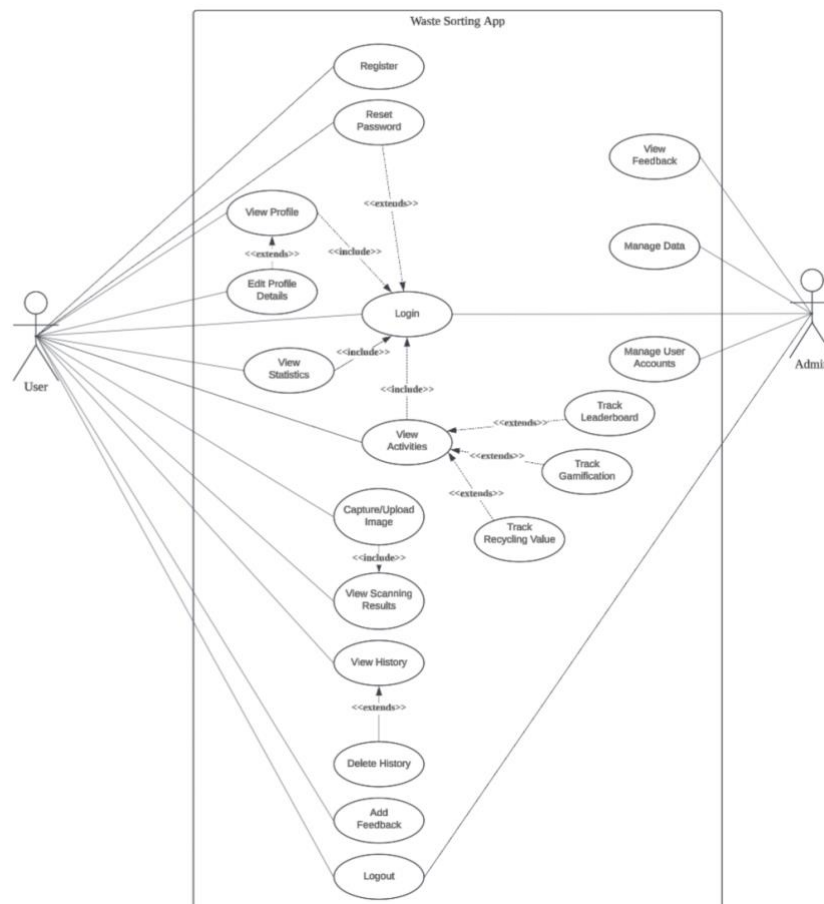 Waste Sorting App
Register
Reset
Password
View
Feedback
<<extends>>
View Profile
<<extends>>
<<include>>
Manage Data
Edit Profile
Details
Login
User
Admin
View
Statistics
<<include>>
Manage User
Accounts
<<include>>
Track
Leaderboard
<<extends>>
View
Activities
<<extends>>
Track
Gamification
<<extends>>
Capture/Upload
Image
Track
Recycling Value
<<include>>
View Scanning
Results
View History
<<extends>>
Delete History
Add
Feedback
Logout